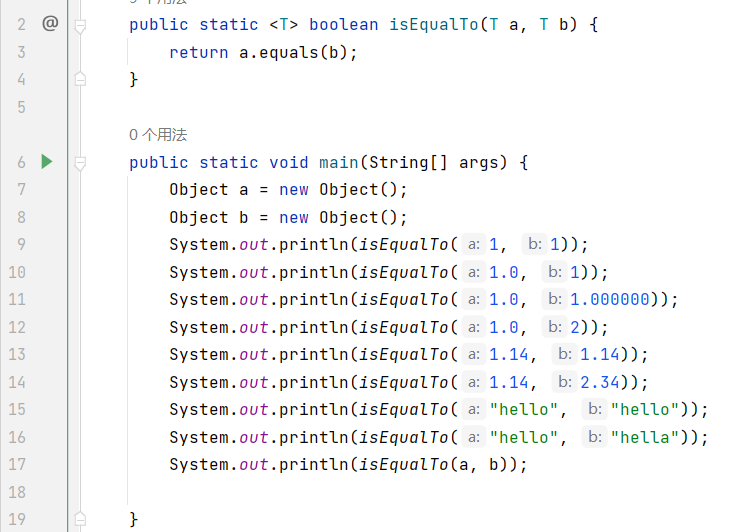 2 @ public static <T> boolean isEqualTo(T a, T b) {
3 return a.equals(b);
4 }
5
0 个用法
6 public static void main(String[] args) {
7 Object a = new Object();
8 Object b = new Object();
9 System.out.println(isEqualTo( a: 1, b: 1));
10 System.out.println(isEqualTo( a: 1.0, b: 1));
11 System.out.println(isEqualTo( a: 1.0, b: 1.000000));
12 System.out.println(isEqualTo( a: 1.0, b: 2));
13 System.out.println(isEqualTo( a: 1.14, b: 1.14));
14 System.out.println(isEqualTo( a: 1.14, b: 2.34));
15 System.out.println(isEqualTo( a: "hello", b: "hello"));
16 System.out.println(isEqualTo( a: "hello", b: "hella"));
17 System.out.println(isEqualTo(a, b));
18
19 }